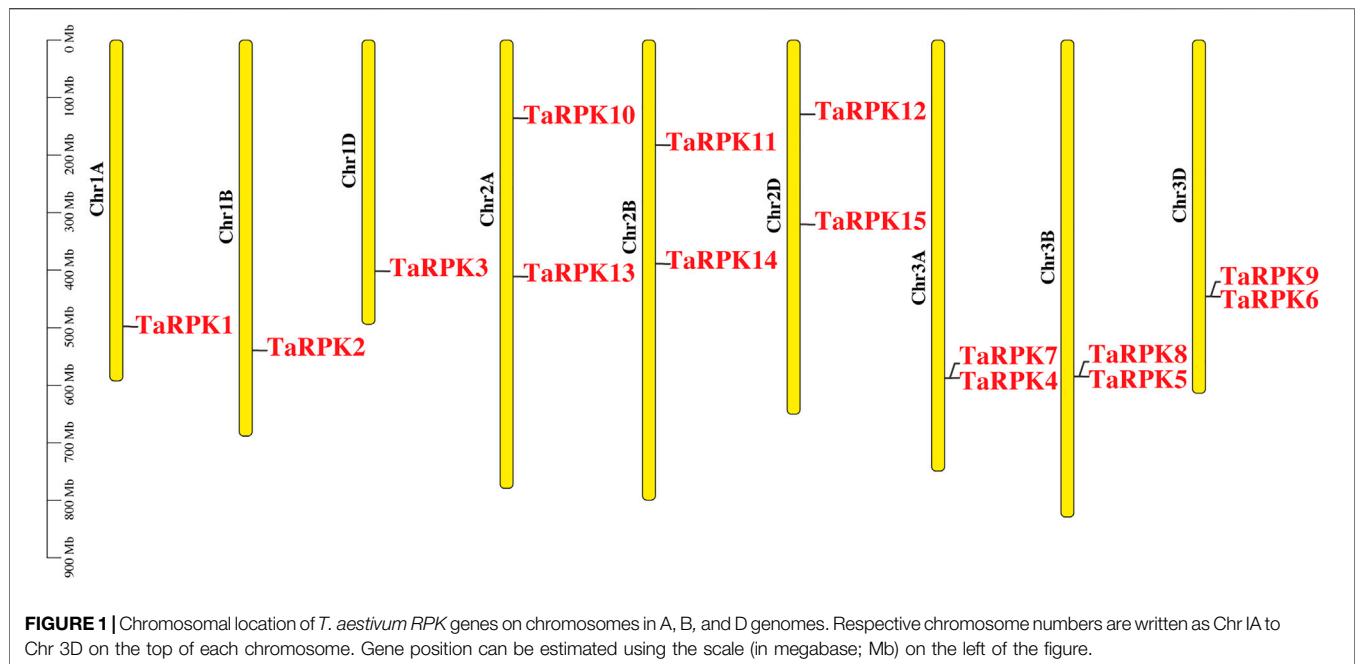 0 Mb
100 Mb
200 Mb
300 Mb
400 Mb
500 Mb
600 Mb
700 Mb
800 Mb
900 Mb
Chr1A
TaRPK1
Chr1B
TaRPK2
Chr1D
TaRPK3
Chr2A
TaRPK10
TaRPK13
Chr2B
TaRPK11
TaRPK14
Chr2D
TaRPK12
TaRPK15
Chr3A
TaRPK7
TaRPK4
Chr3B
TaRPK8
TaRPK5
Chr3D
TaRPK9
TaRPK6
FIGURE 1 | Chromosomal location of T. aestivum RPK genes on chromosomes in A, B, and D genomes. Respective chromosome numbers are written as Chr IA to
Chr 3D on the top of each chromosome. Gene position can be estimated using the scale (in megabase; Mb) on the left of the figure.